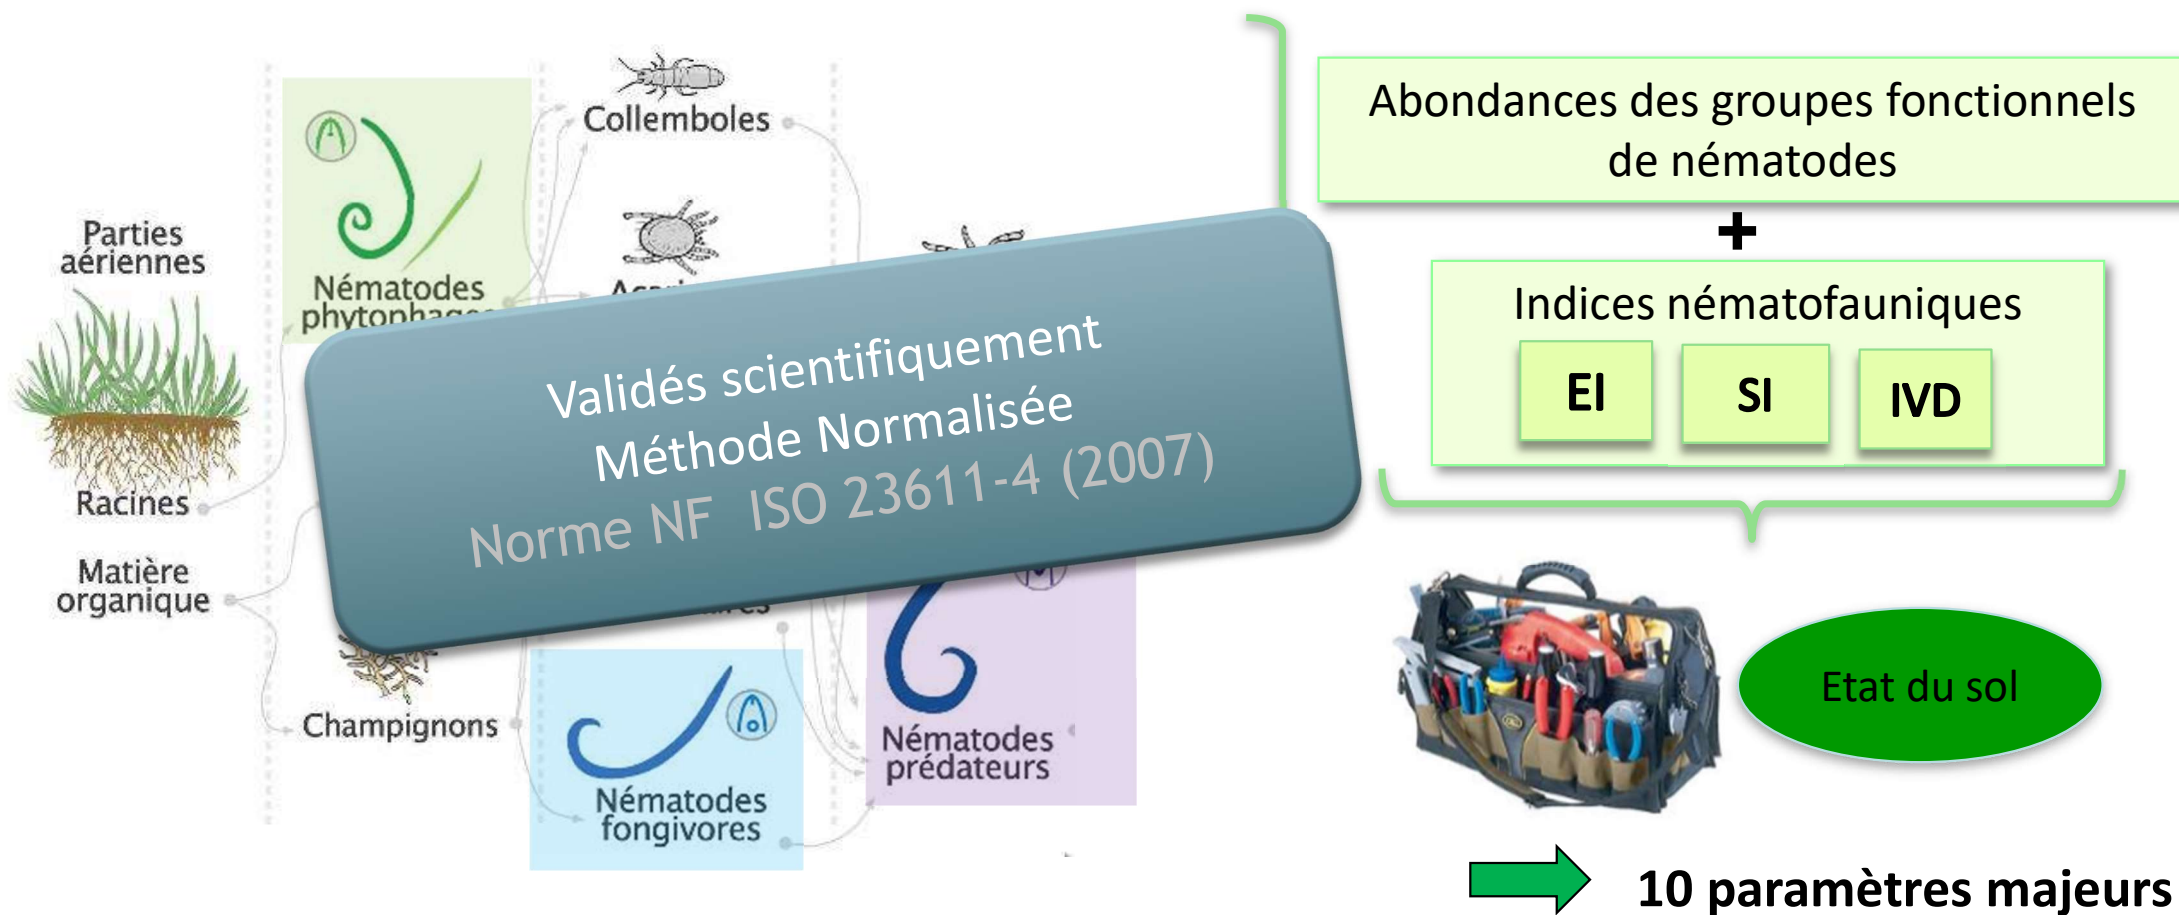 Collemboles
Parties
aériennes
Nématodes
phytophages
Racines
Matière
organique
Champignons
Nématodes
fongivores
Nématodes
prédateurs
Validés scientifiquement
Méthode Normalisée
Norme NF ISO 23611-4 (2007)
Abondances des groupes fonctionnels
de nématodes
+
Indices nématofauniques
EI SI IVD
Etat du sol
10 paramètres majeurs